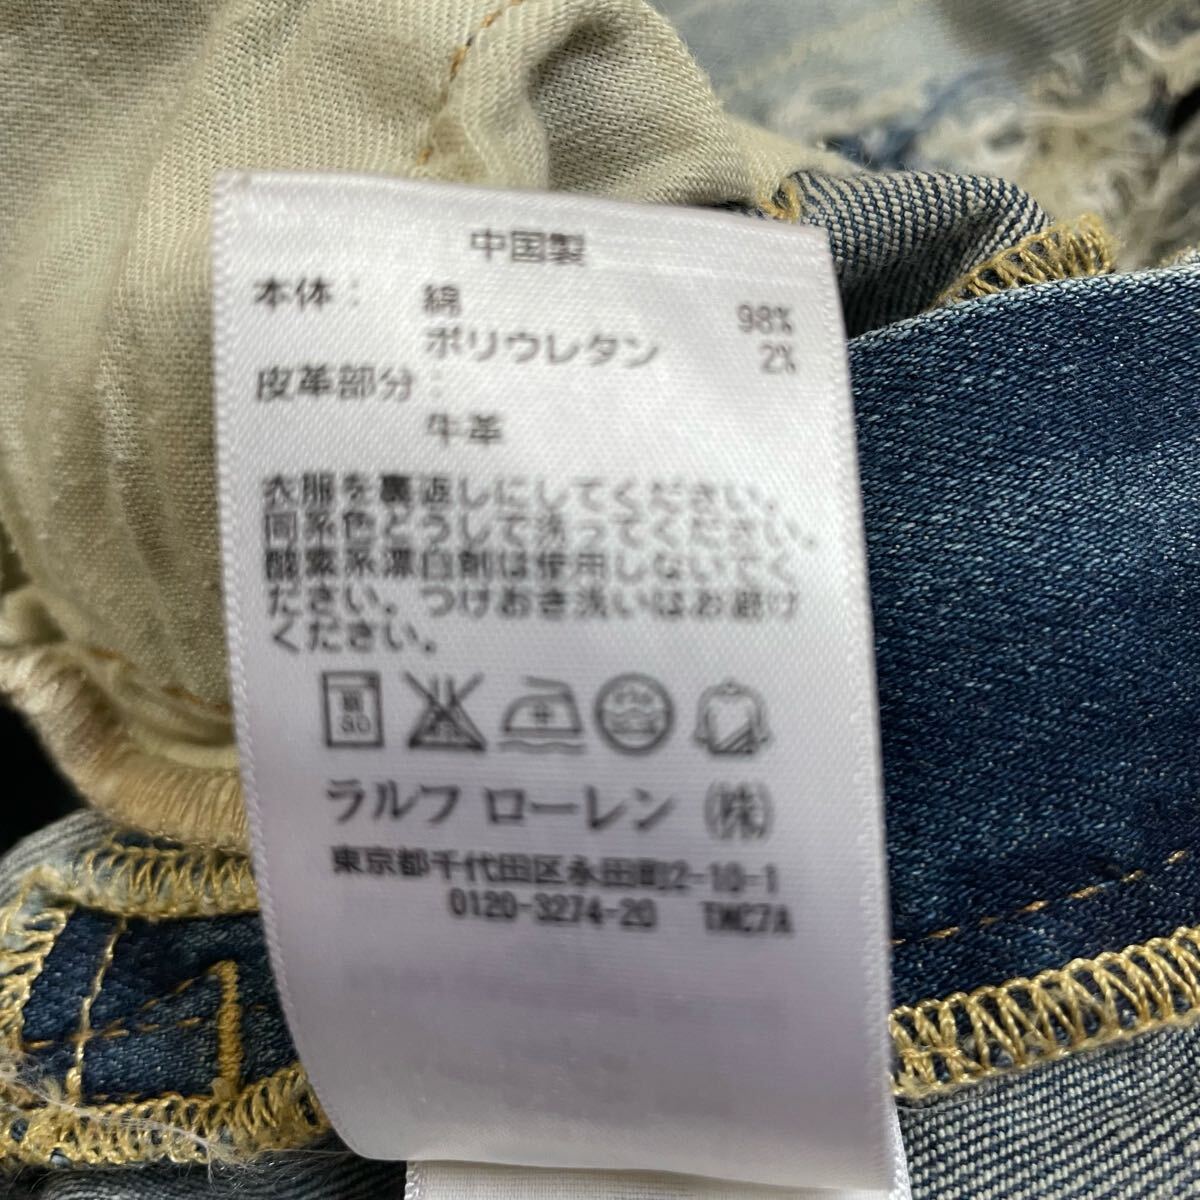 中国製
本体： 綿 98%
ポリウレタン 2%
皮革部分：
牛革
衣服を裏返しにしてください。
同系色どうしで洗ってください。
酸素系漂白剤は使用しないでく
ださい。つけおき洗いはお避け
ください。
30
中
ラルフ ローレン (株)
東京都千代田区永田町2-10-1
0120-3274-20 TMC7A